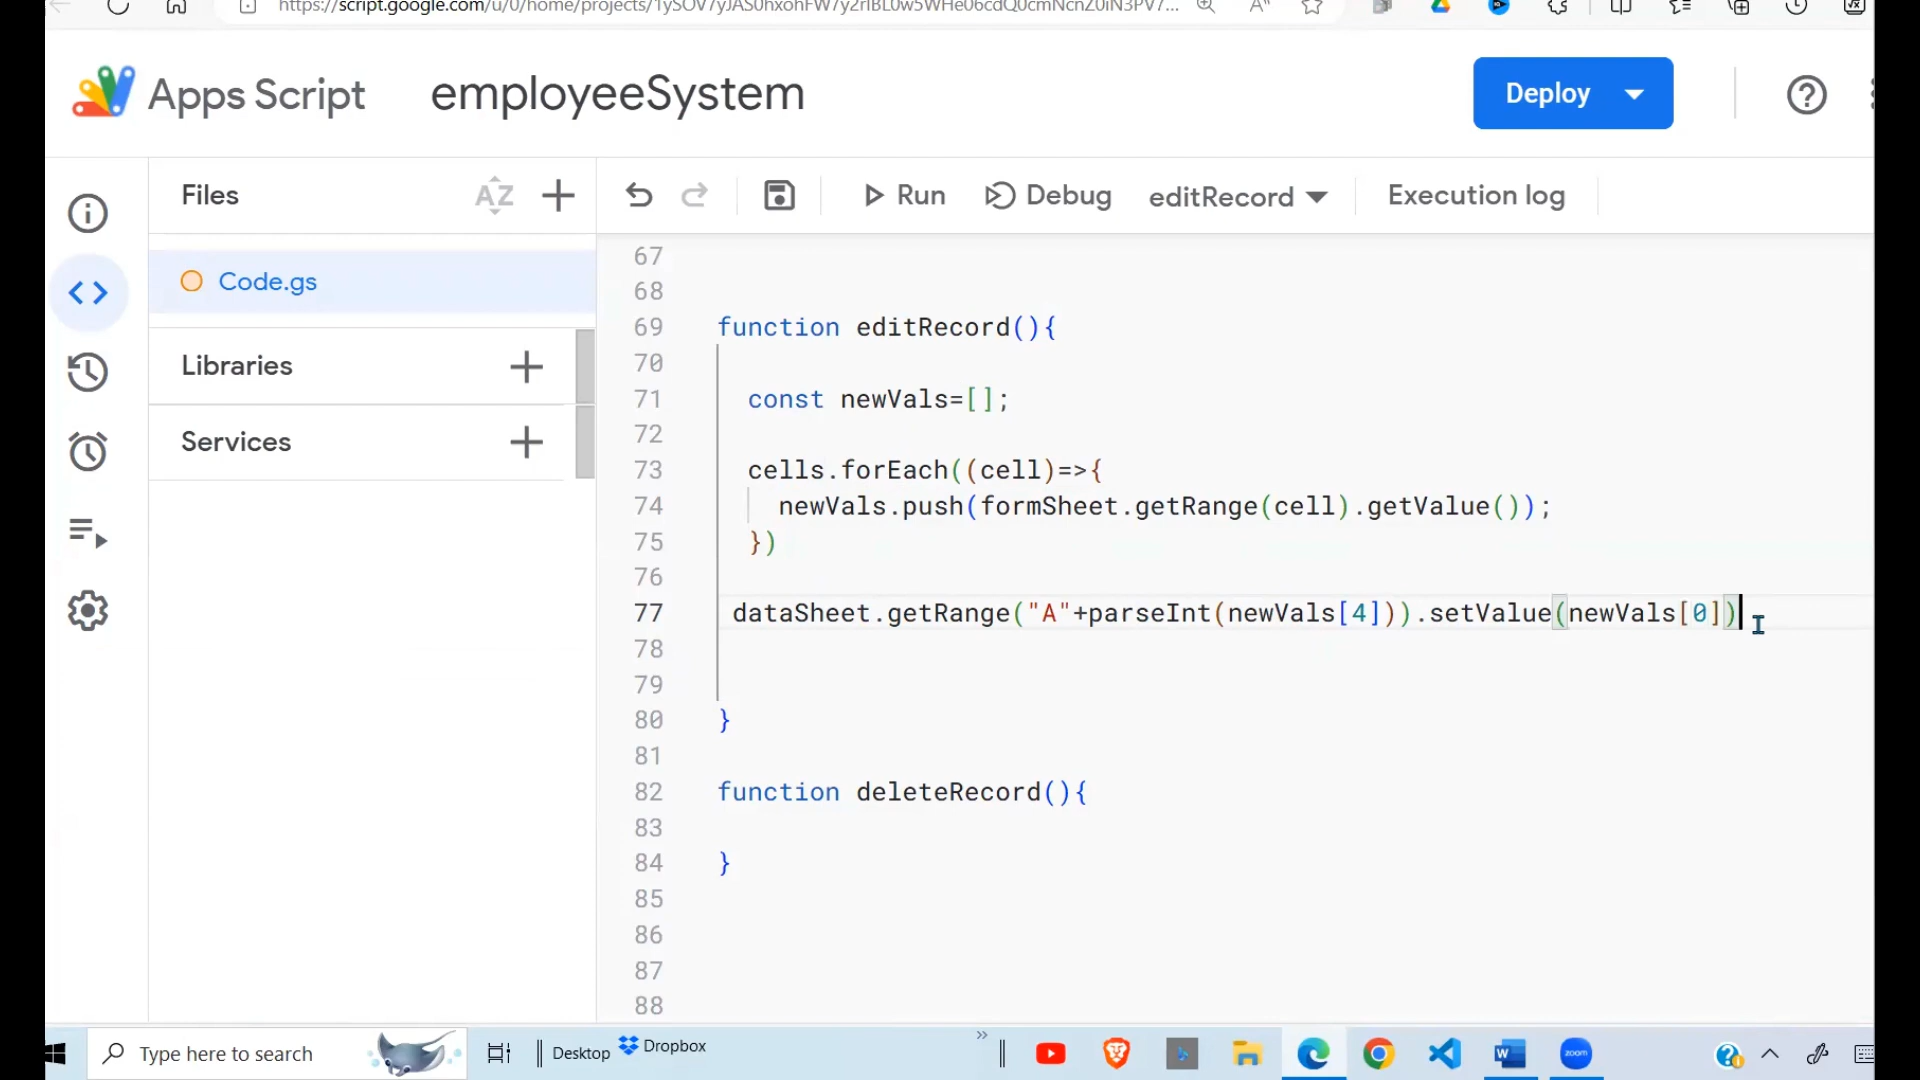 Apps Script employeeSystem Deploy
Files AZ Run Debug editRecord Execution log
Code.gs
Libraries
Services
67
68
69 function editRecord(){
70
71 const newVals=[];
72
73 cells.forEach((cell)=>{
74 newVals.push(formSheet.getRange(cell).getValue());
75 })
76
77 dataSheet.getRange("A"+parseInt(newVals[4])).setValue(newVals[0])
78
79
80 }
81
82 function deleteRecord(){
83
84 }
85
86
87
88
Type here to search Desktop Dropbox zoom